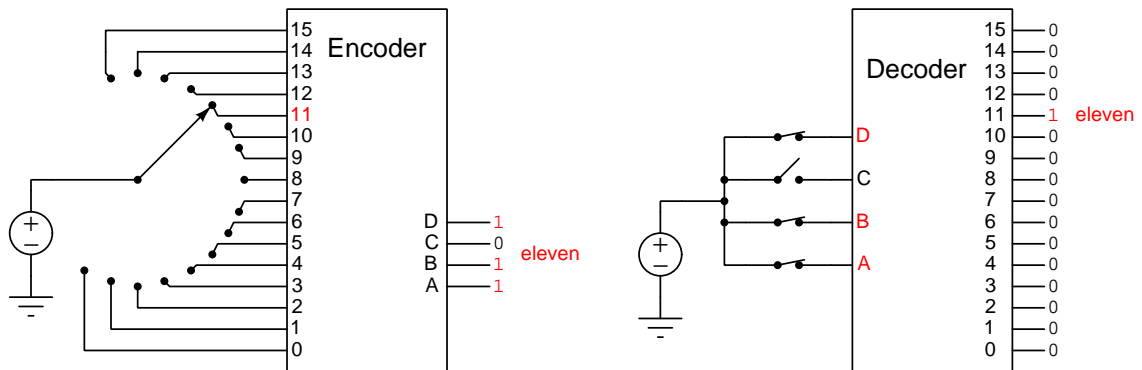 15
14
13
12
11
10
9
8
7
6
5
4
3
2
1
0
Encoder
D 1
C 0
B 1
A 1
eleven
+
−
Decoder
D
C
B
A
+
−
15 0
14 0
13 0
12 0
11 1 eleven
10 0
9 0
8 0
7 0
6 0
5 0
4 0
3 0
2 0
1 0
0 0